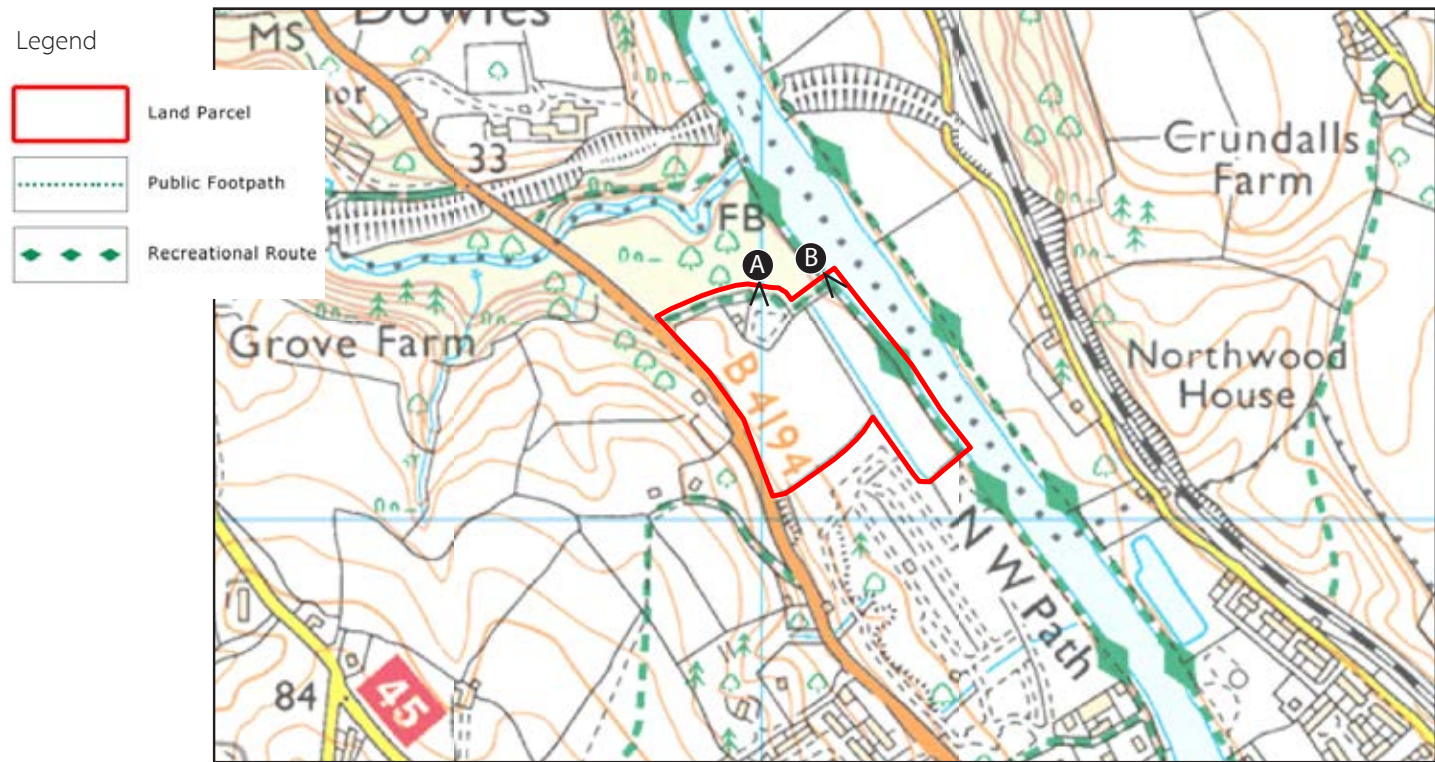 Legend
Land Parcel
Public Footpath
Recreational Route
Dowles
MS
33
FB
A
B
Erundalls
Farm
Grove Farm
B 4194
Northwood
House
N W Path
84
45